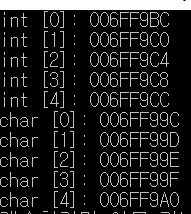 int [0] : 006FF9BC
int [1] : 006FF9C0
int [2] : 006FF9C4
int [3] : 006FF9C8
int [4] : 006FF9CC
char [0] : 006FF99C
char [1] : 006FF99D
char [2] : 006FF99E
char [3] : 006FF99F
char [4] : 006FF9A0